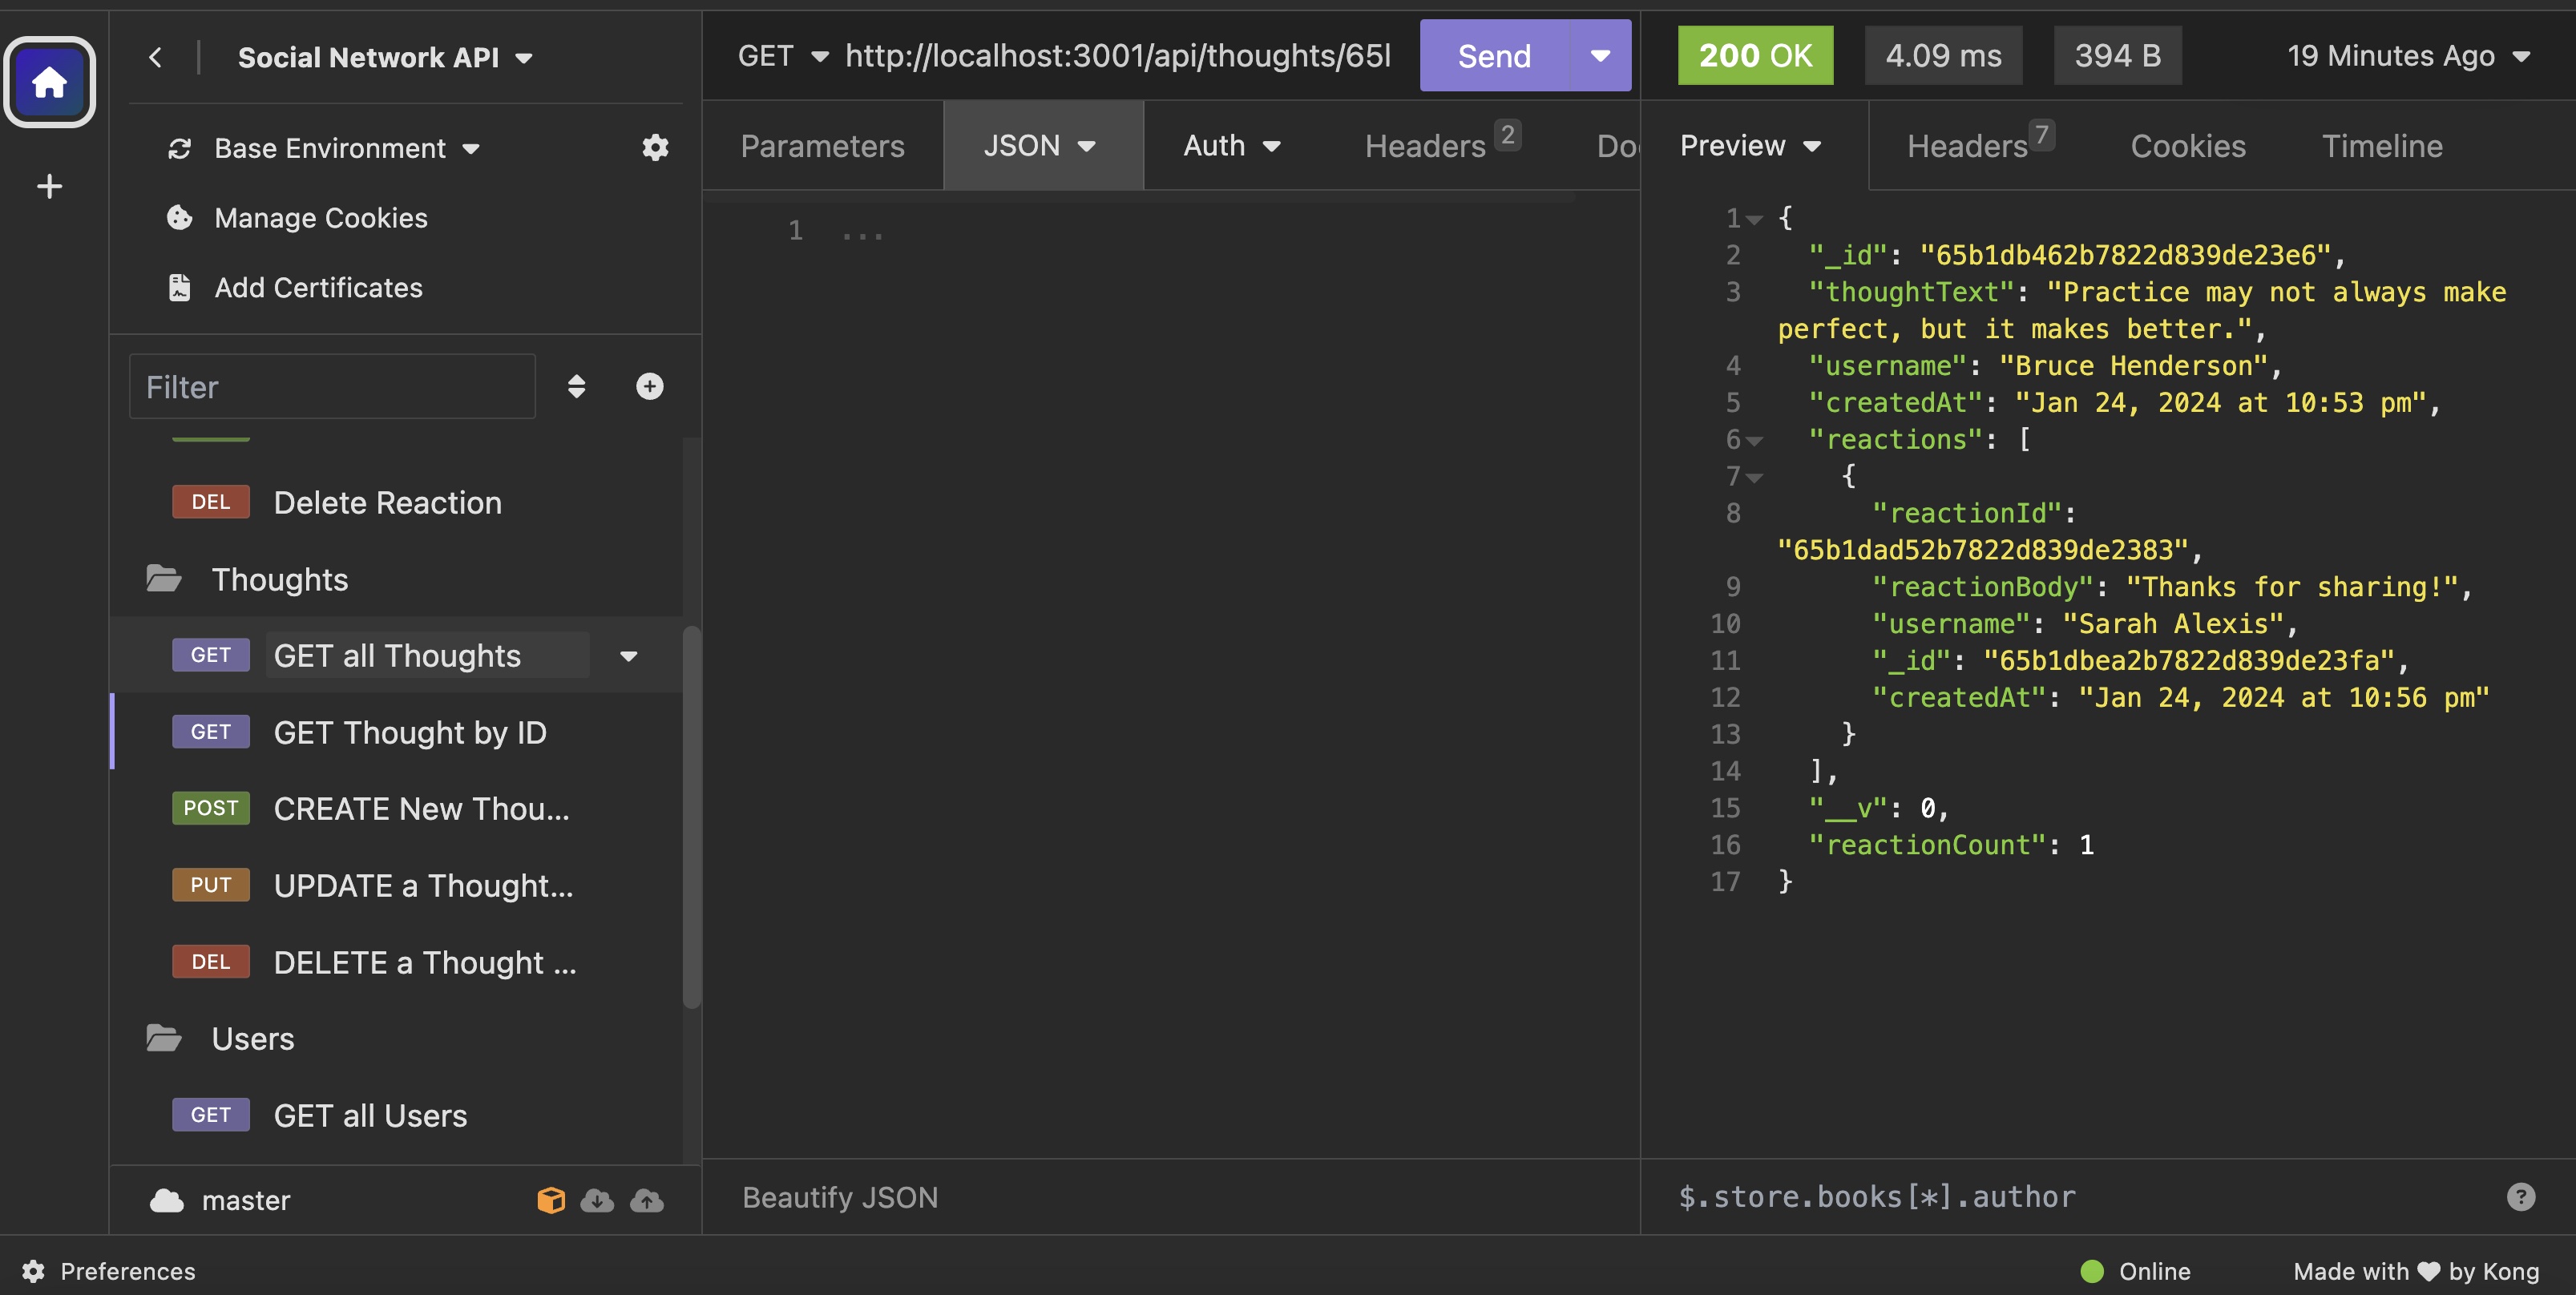 Social Network API
Base Environment
Manage Cookies
Add Certificates
Filter
DEL Delete Reaction
Thoughts
GET GET all Thoughts
GET GET Thought by ID
POST CREATE New Thou...
PUT UPDATE a Thought...
DEL DELETE a Thought ...
Users
GET GET all Users
master
Preferences
GET http://localhost:3001/api/thoughts/65l
Send
Parameters JSON Auth Headers 2 Do
1 ...
Beautify JSON
200 OK 4.09 ms 394 B 19 Minutes Ago
Preview Headers 7 Cookies Timeline
1 {
2 "_id": "65b1db462b7822d839de23e6",
3 "thoughtText": "Practice may not always make
perfect, but it makes better.",
4 "username": "Bruce Henderson",
5 "createdAt": "Jan 24, 2024 at 10:53 pm",
6 "reactions": [
7 {
8 "reactionId":
"65b1dad52b7822d839de2383",
9 "reactionBody": "Thanks for sharing!",
10 "username": "Sarah Alexis",
11 "_id": "65b1dbea2b7822d839de23fa",
12 "createdAt": "Jan 24, 2024 at 10:56 pm"
13 }
14 ],
15 "__v": 0,
16 "reactionCount": 1
17 }
$.store.books[*].author
Online
Made with ♥ by Kong